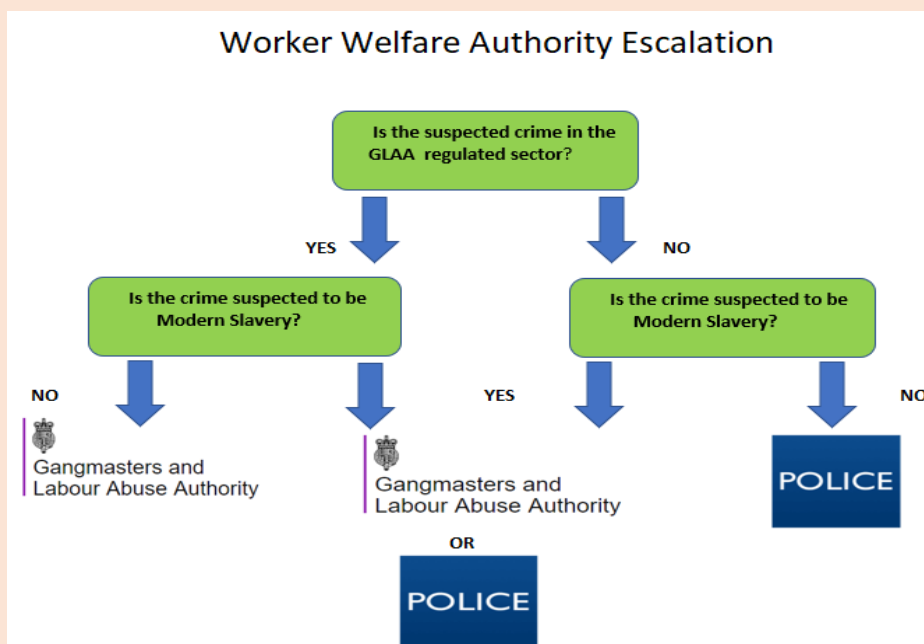 Worker Welfare Authority Escalation
Is the suspected crime in the
GLAA regulated sector?
YES
NO
Is the crime suspected to be
Modern Slavery?
Is the crime suspected to be
Modern Slavery?
NO
YES
NO
Gangmasters and
Labour Abuse Authority
Gangmasters and
Labour Abuse Authority
POLICE
OR
POLICE